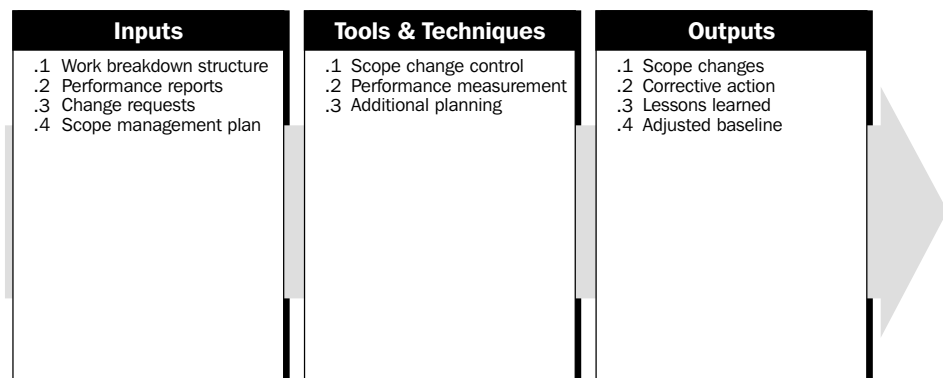 Inputs
.1 Work breakdown structure
.2 Performance reports
.3 Change requests
.4 Scope management plan
Tools & Techniques
.1 Scope change control
.2 Performance measurement
.3 Additional planning
Outputs
.1 Scope changes
.2 Corrective action
.3 Lessons learned
.4 Adjusted baseline